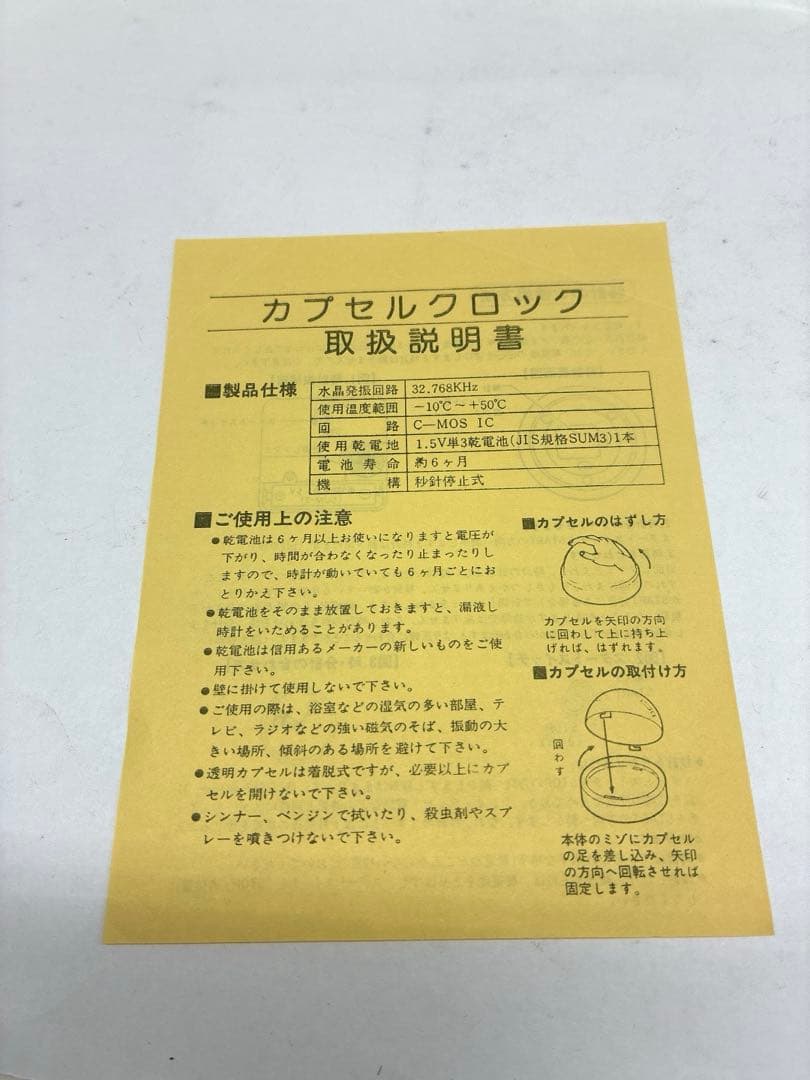 カプセルクロック
取扱説明書
■製品仕様
水晶発振回路 32.768KHz
使用温度範囲 －10℃～＋50℃
回路 C－MOS IC
使用乾電池 1.5V単3乾電池(JIS規格SUM3)1本
電池寿命 約6ヶ月
機構 秒針停止式
■ご使用上の注意
●乾電池は6ヶ月以上お使いになりますと電圧が
下がり、時間が合わなくなったり止まったりし
ますので、時計が動いていても6ヶ月ごとにお
とりかえ下さい。
●乾電池をそのまま放置しておきますと、漏液し
時計をいためることがあります。
●乾電池は信用あるメーカーの新しいものをご使
用下さい。
●壁に掛けて使用しないで下さい。
●ご使用の際は、浴室などの湿気の多い部屋、テ
レビ、ラジオなどの強い磁気のそば、振動の大
きい場所、傾斜のある場所を避けて下さい。
●透明カプセルは着脱式ですが、必要以上にカプ
セルを開けないで下さい。
●シンナー、ベンジンで拭いたり、殺虫剤やスプ
レーを噴きつけないで下さい。
■カプセルのはずし方
カプセルを矢印の方向
に回わして上に持ち上
げれば、はずれます。
■カプセルの取付け方
回わす
本体のミゾにカプセル
の足を差し込み、矢印
の方向へ回転させれば
固定します。